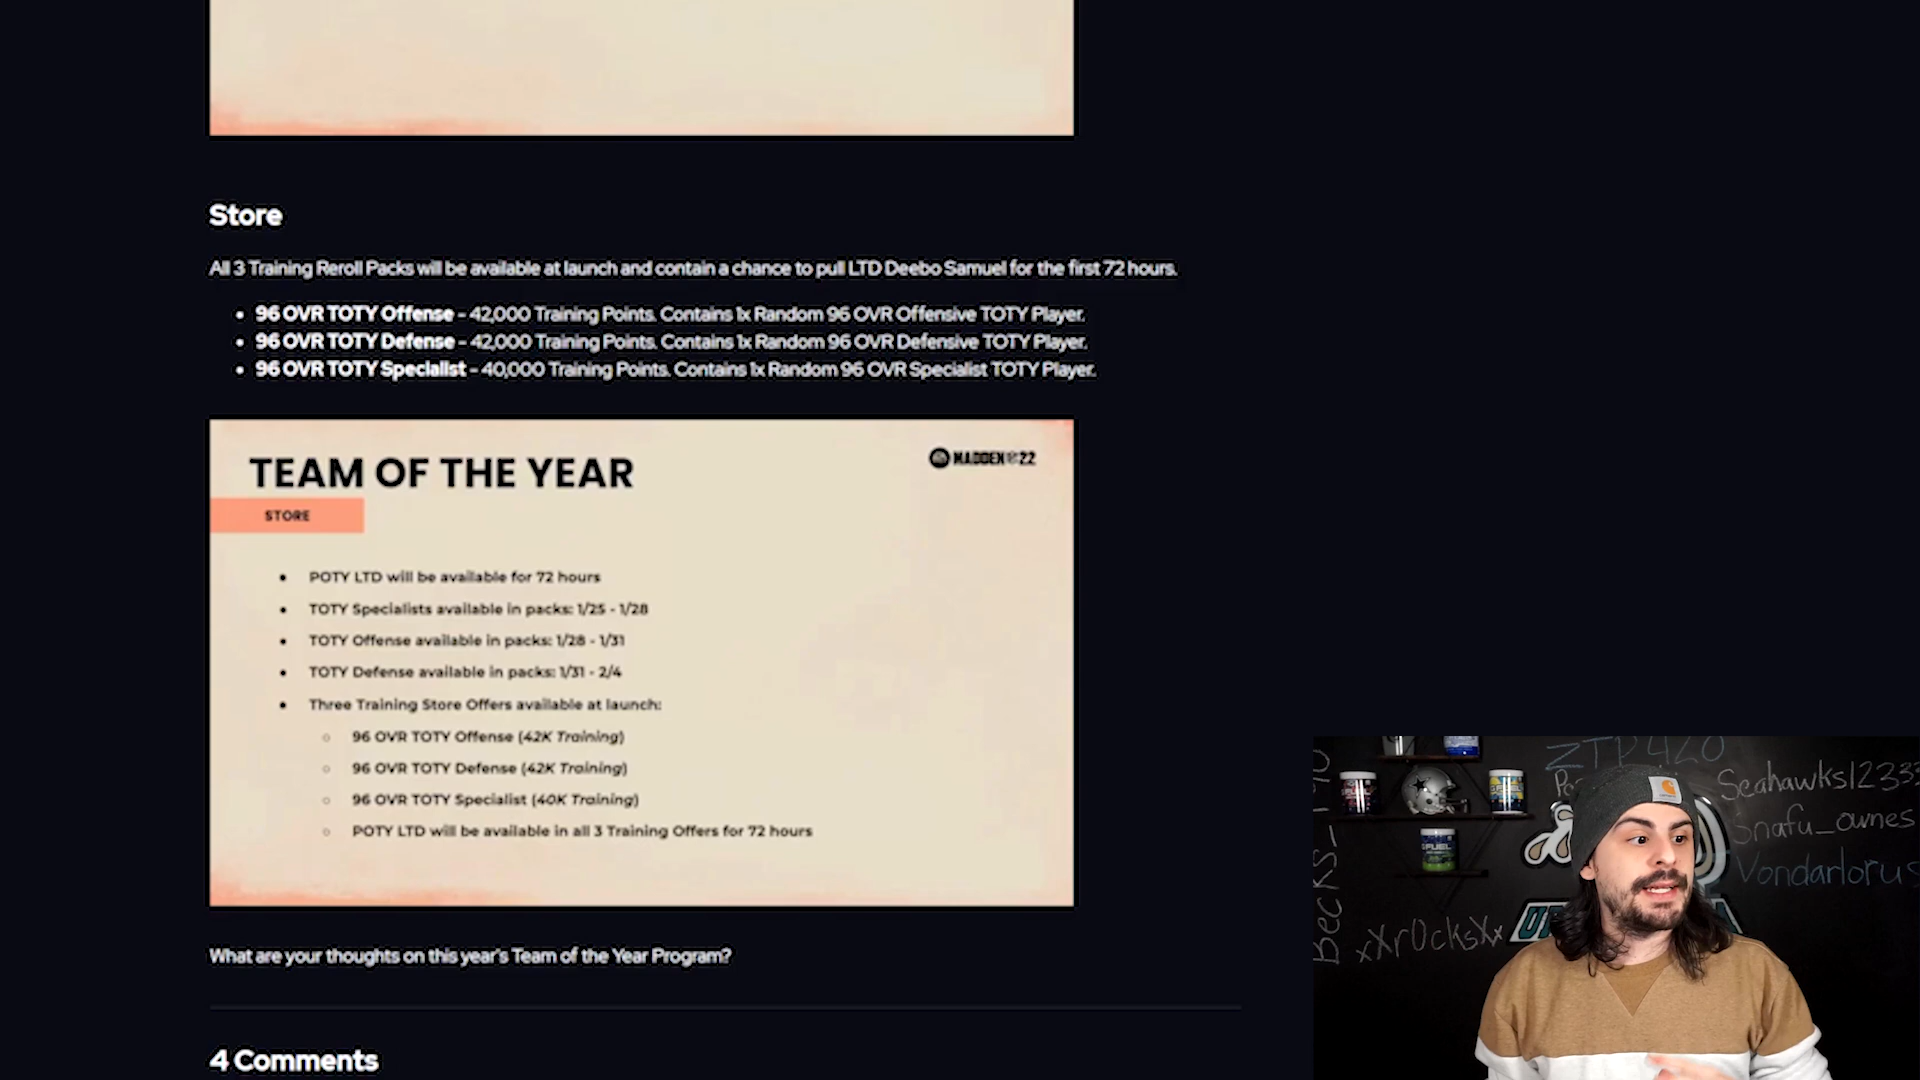 Store
All 3 Training Reroll Packs will be available at launch and contain a chance to pull LTD Deebo Samuel for the first 72 hours.
• 96 OVR TOTY Offense - 42,000 Training Points. Contains 1x Random 96 OVR Offensive TOTY Player.
• 96 OVR TOTY Defense - 42,000 Training Points. Contains 1x Random 96 OVR Defensive TOTY Player.
• 96 OVR TOTY Specialist - 40,000 Training Points. Contains 1x Random 96 OVR Specialist TOTY Player.
TEAM OF THE YEAR
MADDEN 22
STORE
• POTY LTD will be available for 72 hours
• TOTY Specialists available in packs: 1/25 - 1/28
• TOTY Offense available in packs: 1/28 - 1/31
• TOTY Defense available in packs: 1/31 - 2/4
• Three Training Store Offers available at launch:
○ 96 OVR TOTY Offense (42K Training)
○ 96 OVR TOTY Defense (42K Training)
○ 96 OVR TOTY Specialist (40K Training)
○ POTY LTD will be available in all 3 Training Offers for 72 hours
What are your thoughts on this year's Team of the Year Program?
4 Comments
ZTP420
Seahawks1233
Snafu_ownes
Vondarlorus
xXr0cksXx
GFUEL